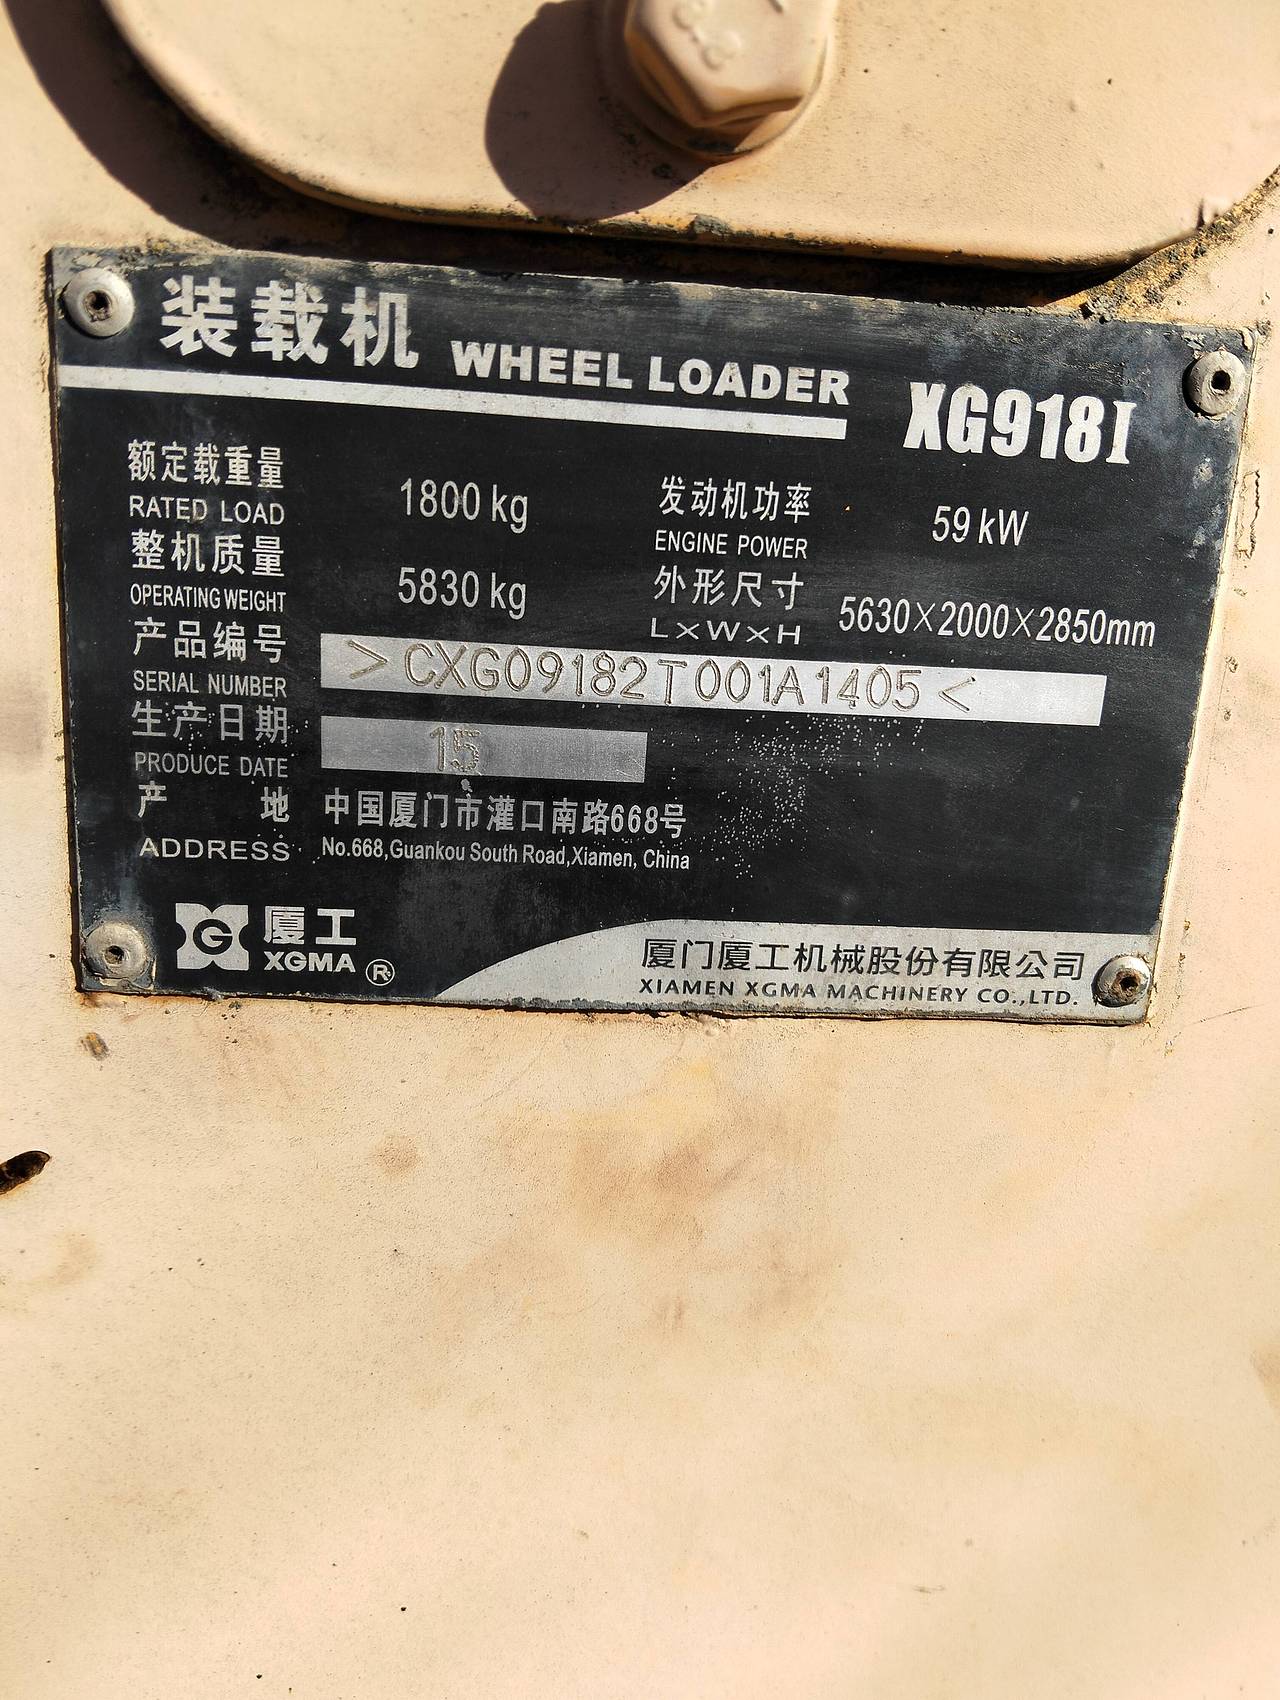 8.8
装载机 WHEEL LOADER XG918I
额定载重量 1800 kg 发动机功率 59 kW
RATED LOAD ENGINE POWER
整机质量 5830 kg 外形尺寸 5630×2000×2850mm
OPERATING WEIGHT L×W×H
产品编号 >CXG09182T001A1405<
SERIAL NUMBER
生产日期 15
PRODUCE DATE
产 地 中国厦门市灌口南路668号
ADDRESS No.668,Guankou South Road,Xiamen, China
G 厦工 厦门厦工机械股份有限公司
XGMA ® XIAMEN XGMA MACHINERY CO.,LTD.